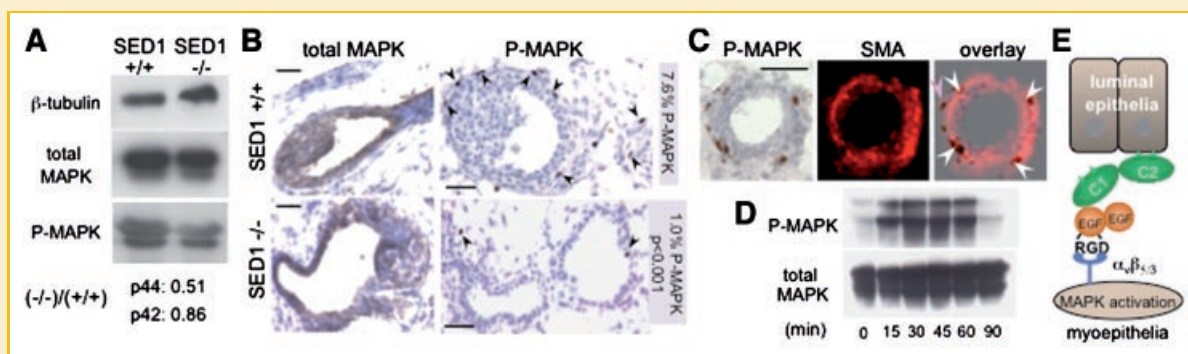 A
SED1 SED1
+/+ -/-
β-tubulin
total
MAPK
P-MAPK
(-/-)/(+/+)
p44: 0.51
p42: 0.86
B
total MAPK
P-MAPK
SED1 +/+
SED1 -/-
7.6% P-MAPK
1.0% P-MAPK
p<0.001
C
P-MAPK
SMA
overlay
D
P-MAPK
total
MAPK
(min) 0 15 30 45 60 90
E
luminal
epithelia
C1
C2
EGF
EGF
RGD
αvβ5/3
MAPK activation
myoepithelia